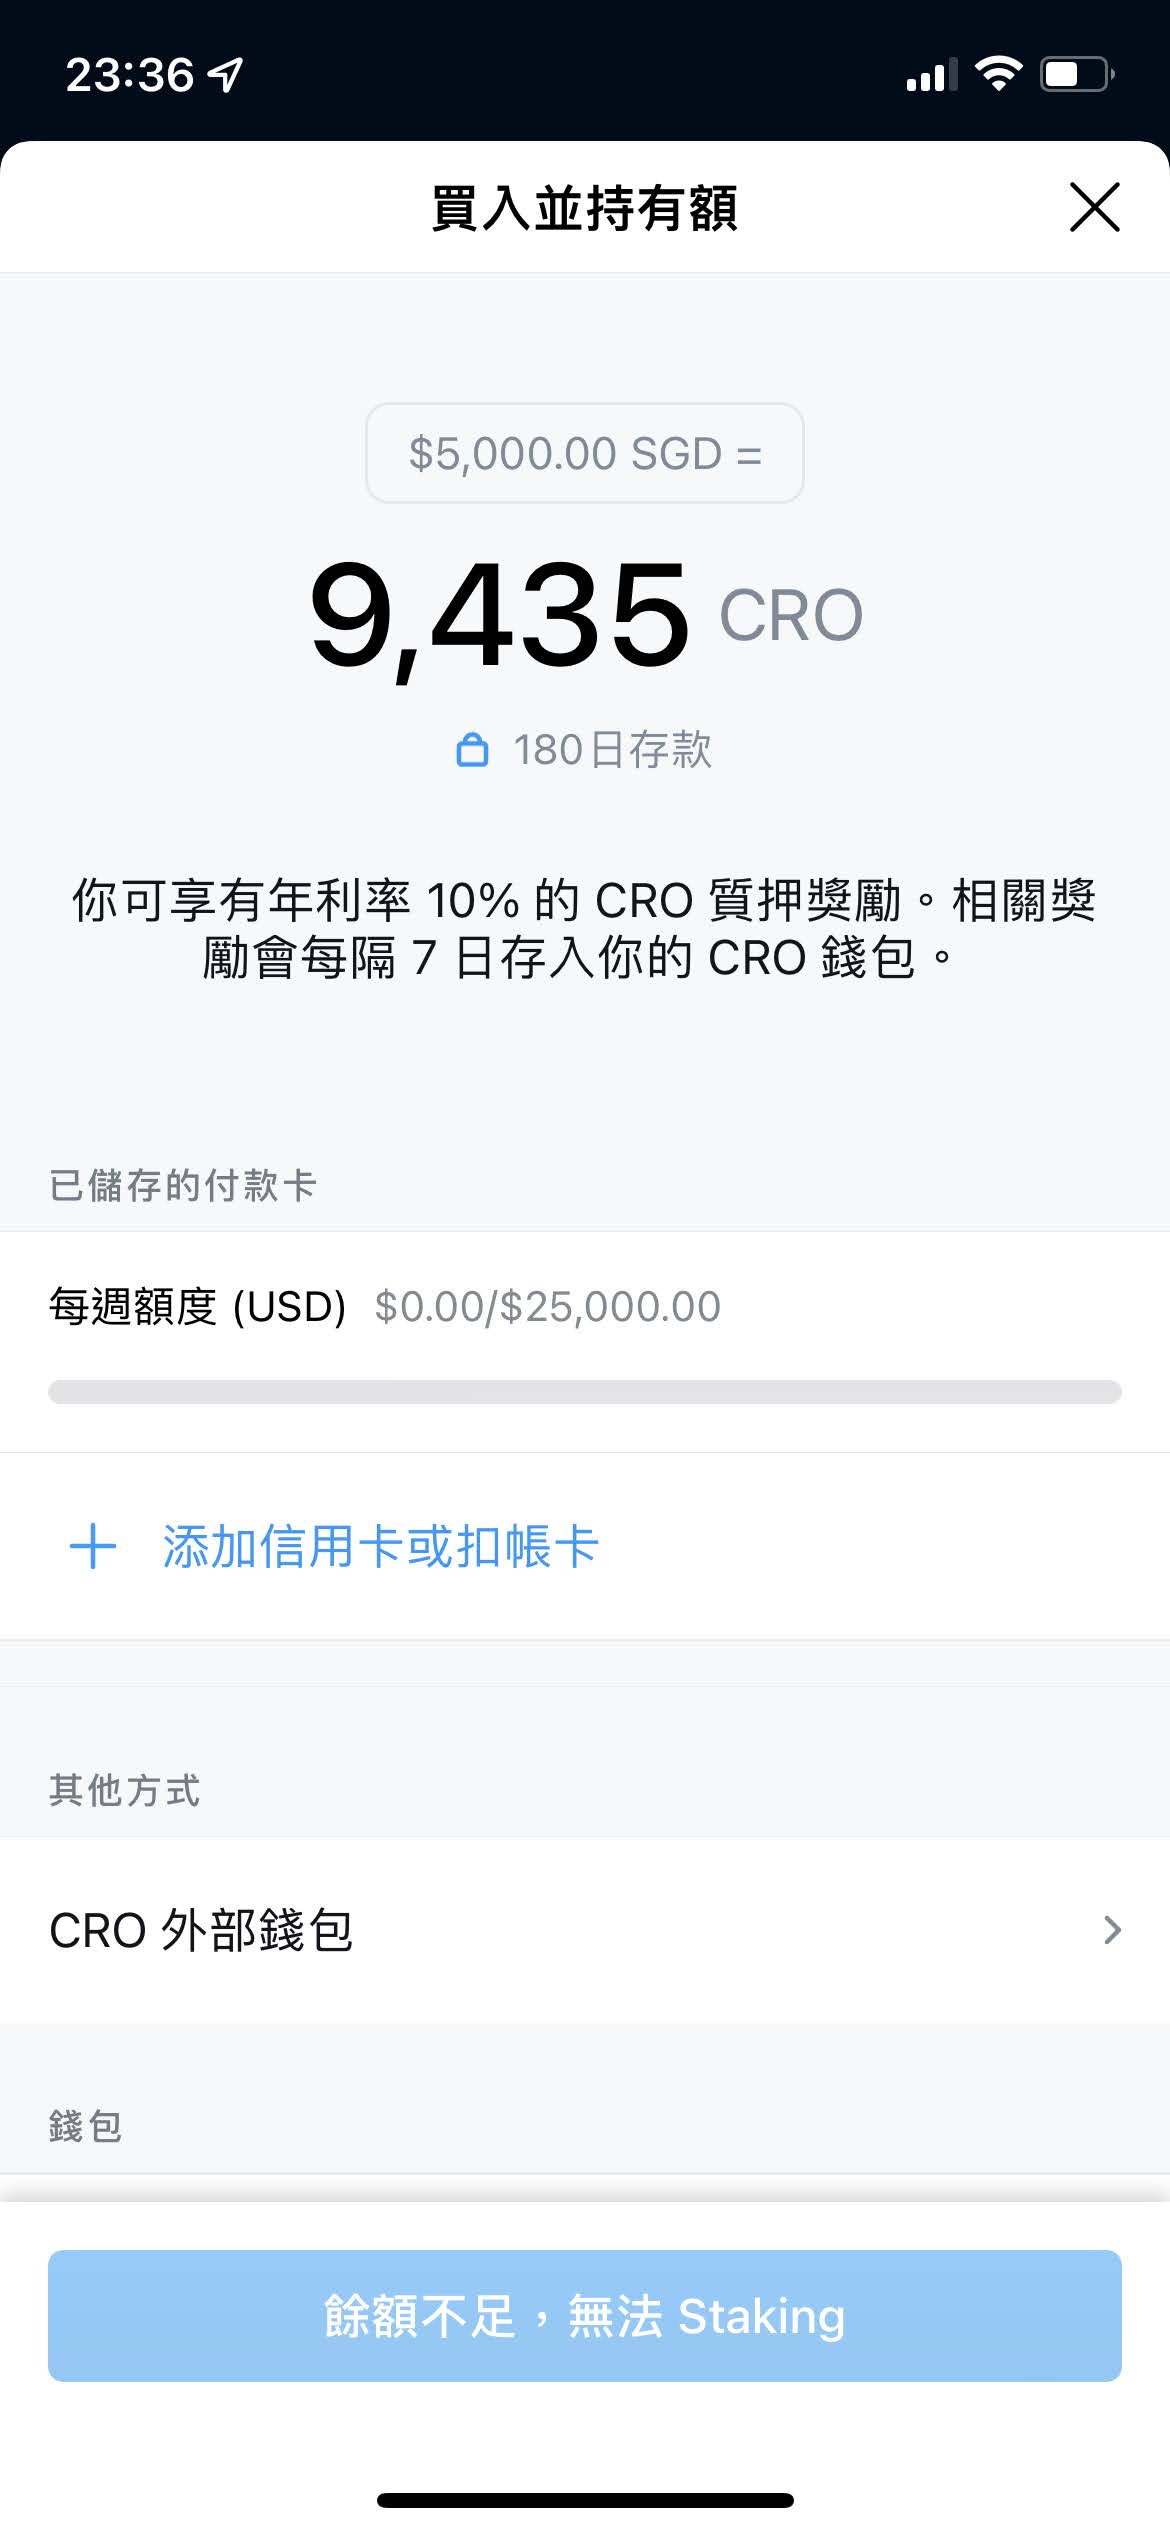 23:36
買入並持有額
$5,000.00 SGD =
9,435 CRO
180日存款
你可享有年利率 10% 的 CRO 質押獎勵。相關獎
勵會每隔 7 日存入你的 CRO 錢包。
已儲存的付款卡
每週額度 (USD) $0.00/$25,000.00
添加信用卡或扣帳卡
其他方式
CRO 外部錢包
錢包
餘額不足，無法 Staking